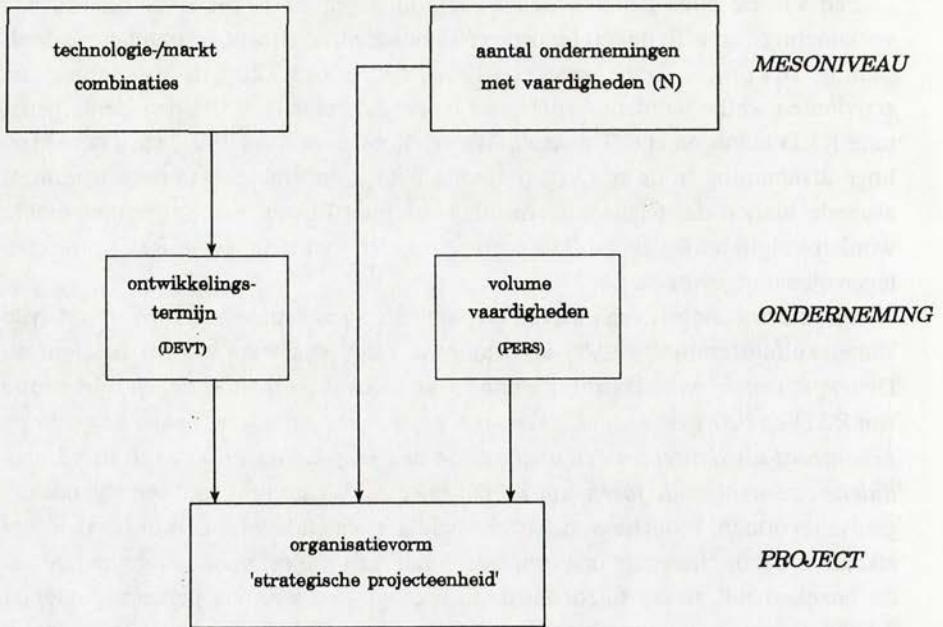 technologie-/markt
combinaties
aantal ondernemingen
met vaardigheden (N)
MESONIVEAU
ontwikkelings-
termijn
(DEVT)
volume
vaardigheden
(PERS)
ONDERNEMING
organisatievorm
'strategische projecteenheid'
PROJECT